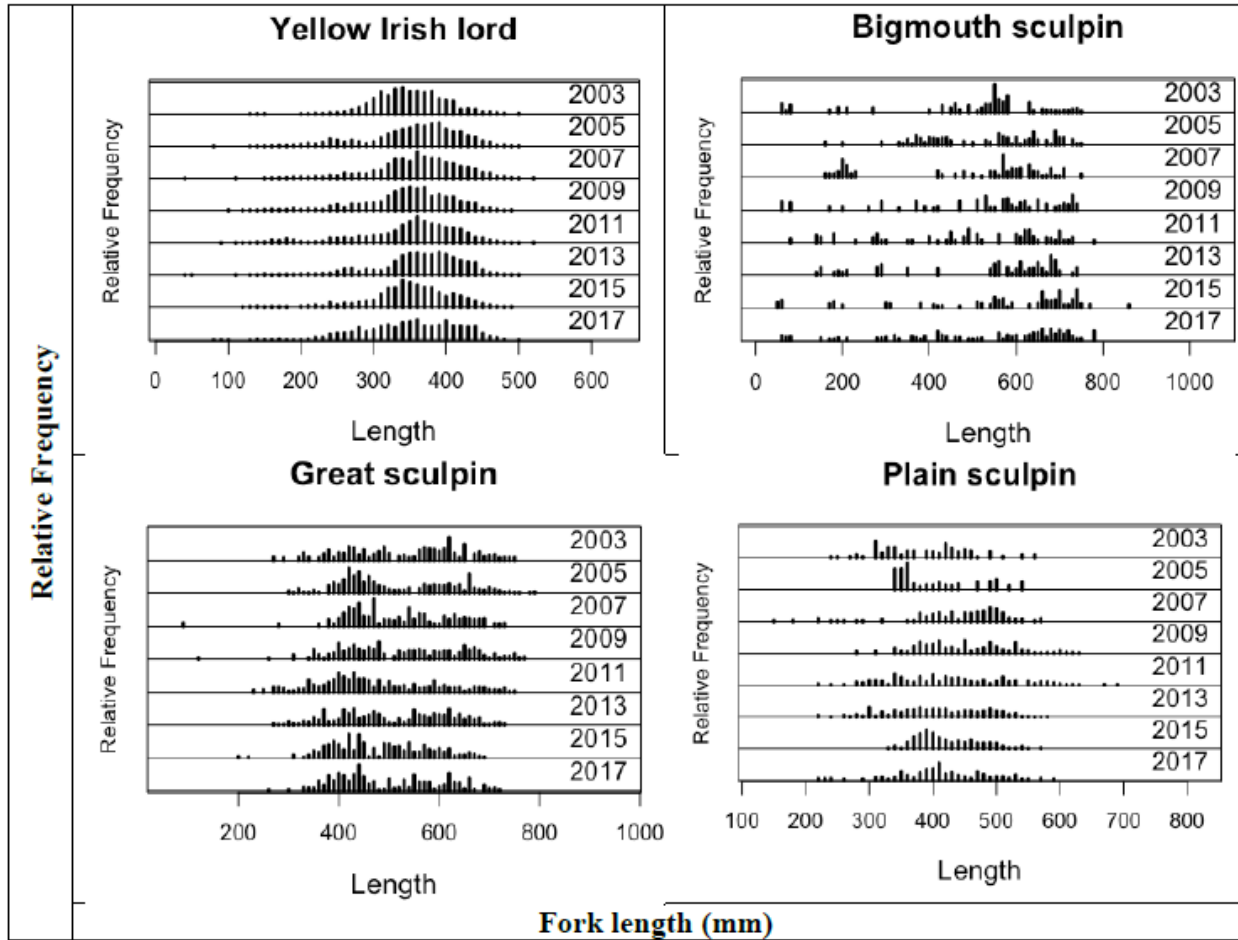 Relative Frequency
Yellow Irish lord
Relative Frequency
2003
2005
2007
2009
2011
2013
2015
2017
0 100 200 300 400 500 600
Length
Bigmouth sculpin
Relative Frequency
2003
2005
2007
2009
2011
2013
2015
2017
0 200 400 600 800 1000
Length
Great sculpin
Relative Frequency
2003
2005
2007
2009
2011
2013
2015
2017
200 400 600 800 1000
Length
Plain sculpin
Relative Frequency
2003
2005
2007
2009
2011
2013
2015
2017
100 200 300 400 500 600 700 800
Length
Fork length (mm)